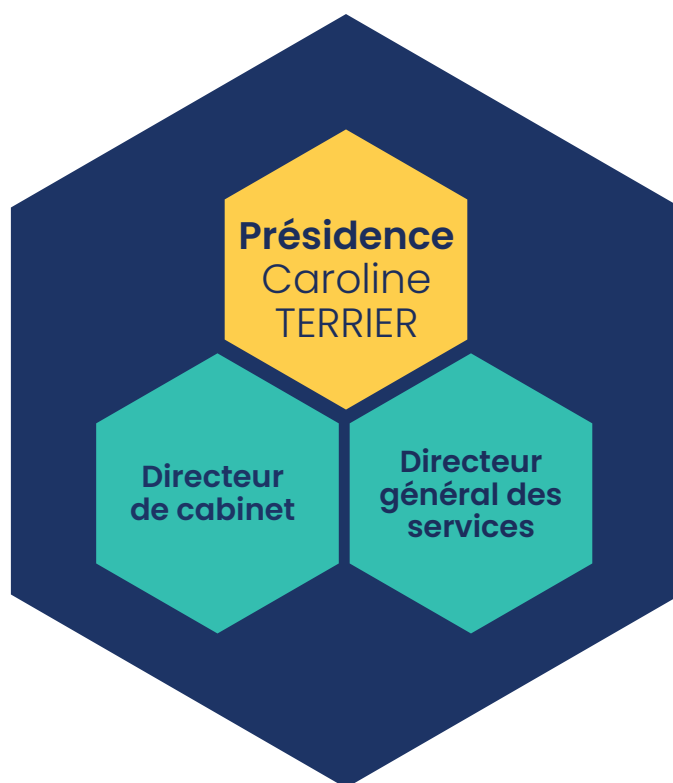 Présidence
Caroline
TERRIER
Directeur
de cabinet
Directeur
général des
services